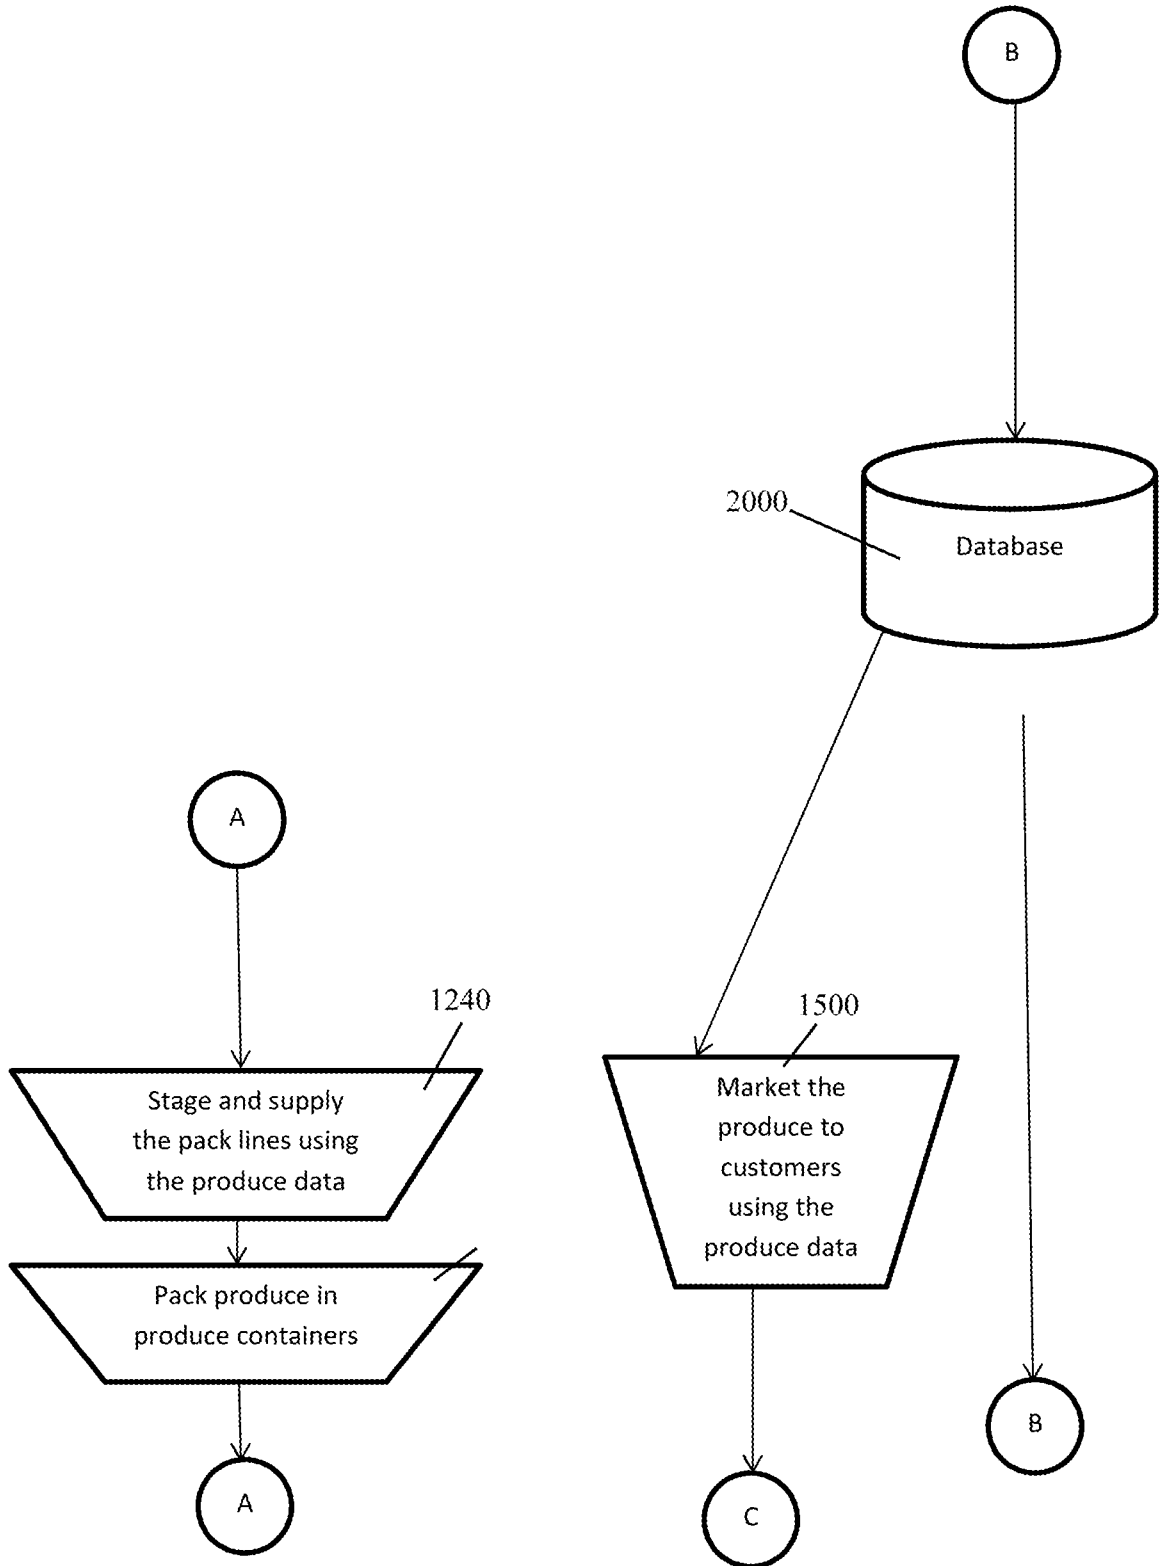 B
2000
Database
A
1240
Stage and supply
the pack lines using
the produce data
Pack produce in
produce containers
A
1500
Market the
produce to
customers
using the
produce data
B
C